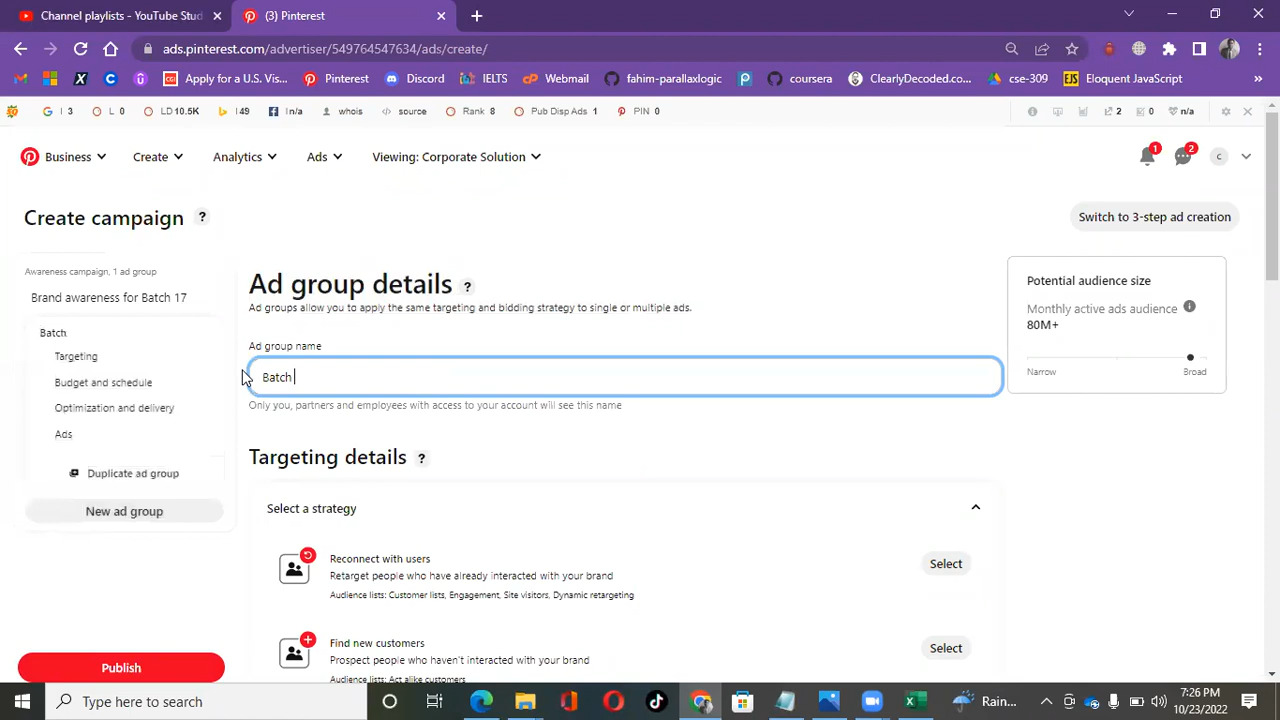 Channel playlists - YouTube Stud
(3) Pinterest
ads.pinterest.com/advertiser/549764547634/ads/create/
Apply for a U.S. Vis...
Pinterest
Discord
IELTS
Webmail
fahim-parallaxlogic
coursera
ClearlyDecoded.co...
cse-309
EJS
Eloquent JavaScript
»
I 3
L 0
LD 10.5K
I 49
I n/a
whois
source
Rank 8
Pub Disp Ads 1
PIN 0
2
0
n/a
Business
Create
Analytics
Ads
Viewing: Corporate Solution
1
2
C
Create campaign ?
Switch to 3-step ad creation
Awareness campaign, 1 ad group
Brand awareness for Batch 17
Batch
Targeting
Budget and schedule
Optimization and delivery
Ads
Duplicate ad group
New ad group
Publish
Ad group details ?
Ad groups allow you to apply the same targeting and bidding strategy to single or multiple ads.
Ad group name
Batch
Only you, partners and employees with access to your account will see this name
Targeting details ?
Select a strategy
Reconnect with users
Retarget people who have already interacted with your brand
Audience lists: Customer lists, Engagement, Site visitors, Dynamic retargeting
Select
Find new customers
Prospect people who haven't interacted with your brand
Audience lists: Act alike customers
Select
Potential audience size
Monthly active ads audience
80M+
Narrow
Broad
Type here to search
Rain...
7:26 PM
10/23/2022